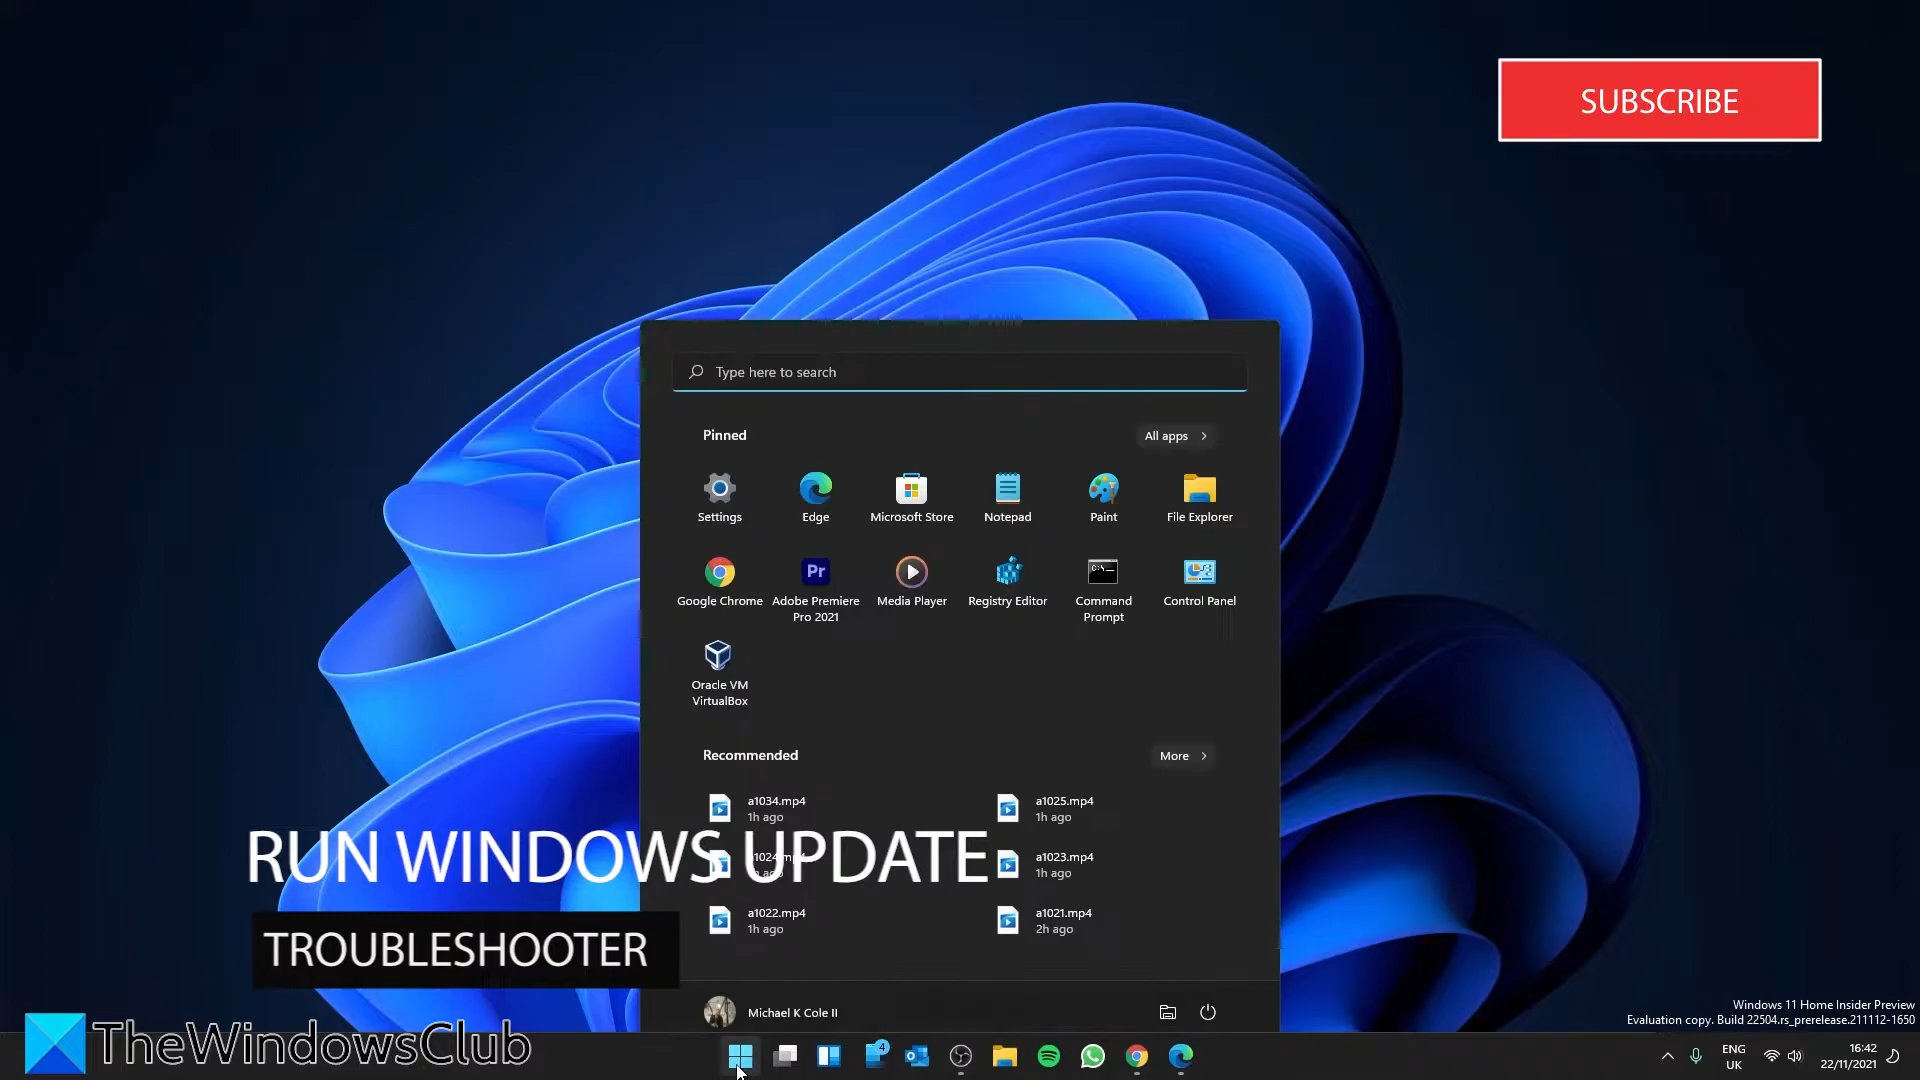 SUBSCRIBE
Type here to search
Pinned
All apps
Settings
Edge
Microsoft Store
Notepad
Paint
File Explorer
Google Chrome
Adobe Premiere
Pro 2021
Media Player
Registry Editor
Command
Prompt
Control Panel
Oracle VM
VirtualBox
Recommended
More
a1034.mp4
1h ago
a1025.mp4
1h ago
RUN WINDOWS UPDATE
a1023.mp4
1h ago
a1022.mp4
1h ago
a1021.mp4
2h ago
TROUBLESHOOTER
Michael K Cole II
Windows 11 Home Insider Preview
Evaluation copy. Build 22504.rs_prerelease.211112-1650
TheWindowsClub
4
Pr
ENG
UK
16:42
22/11/2021